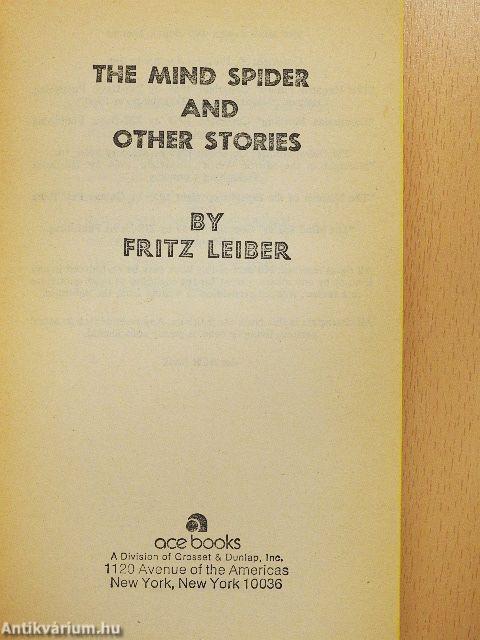 THE MIND SPIDER
AND
OTHER STORIES
BY
FRITZ LEIBER
ace books
A Division of Grosset & Dunlap, Inc.
1120 Avenue of the Americas
New York, New York 10036
Antikvárium.hu